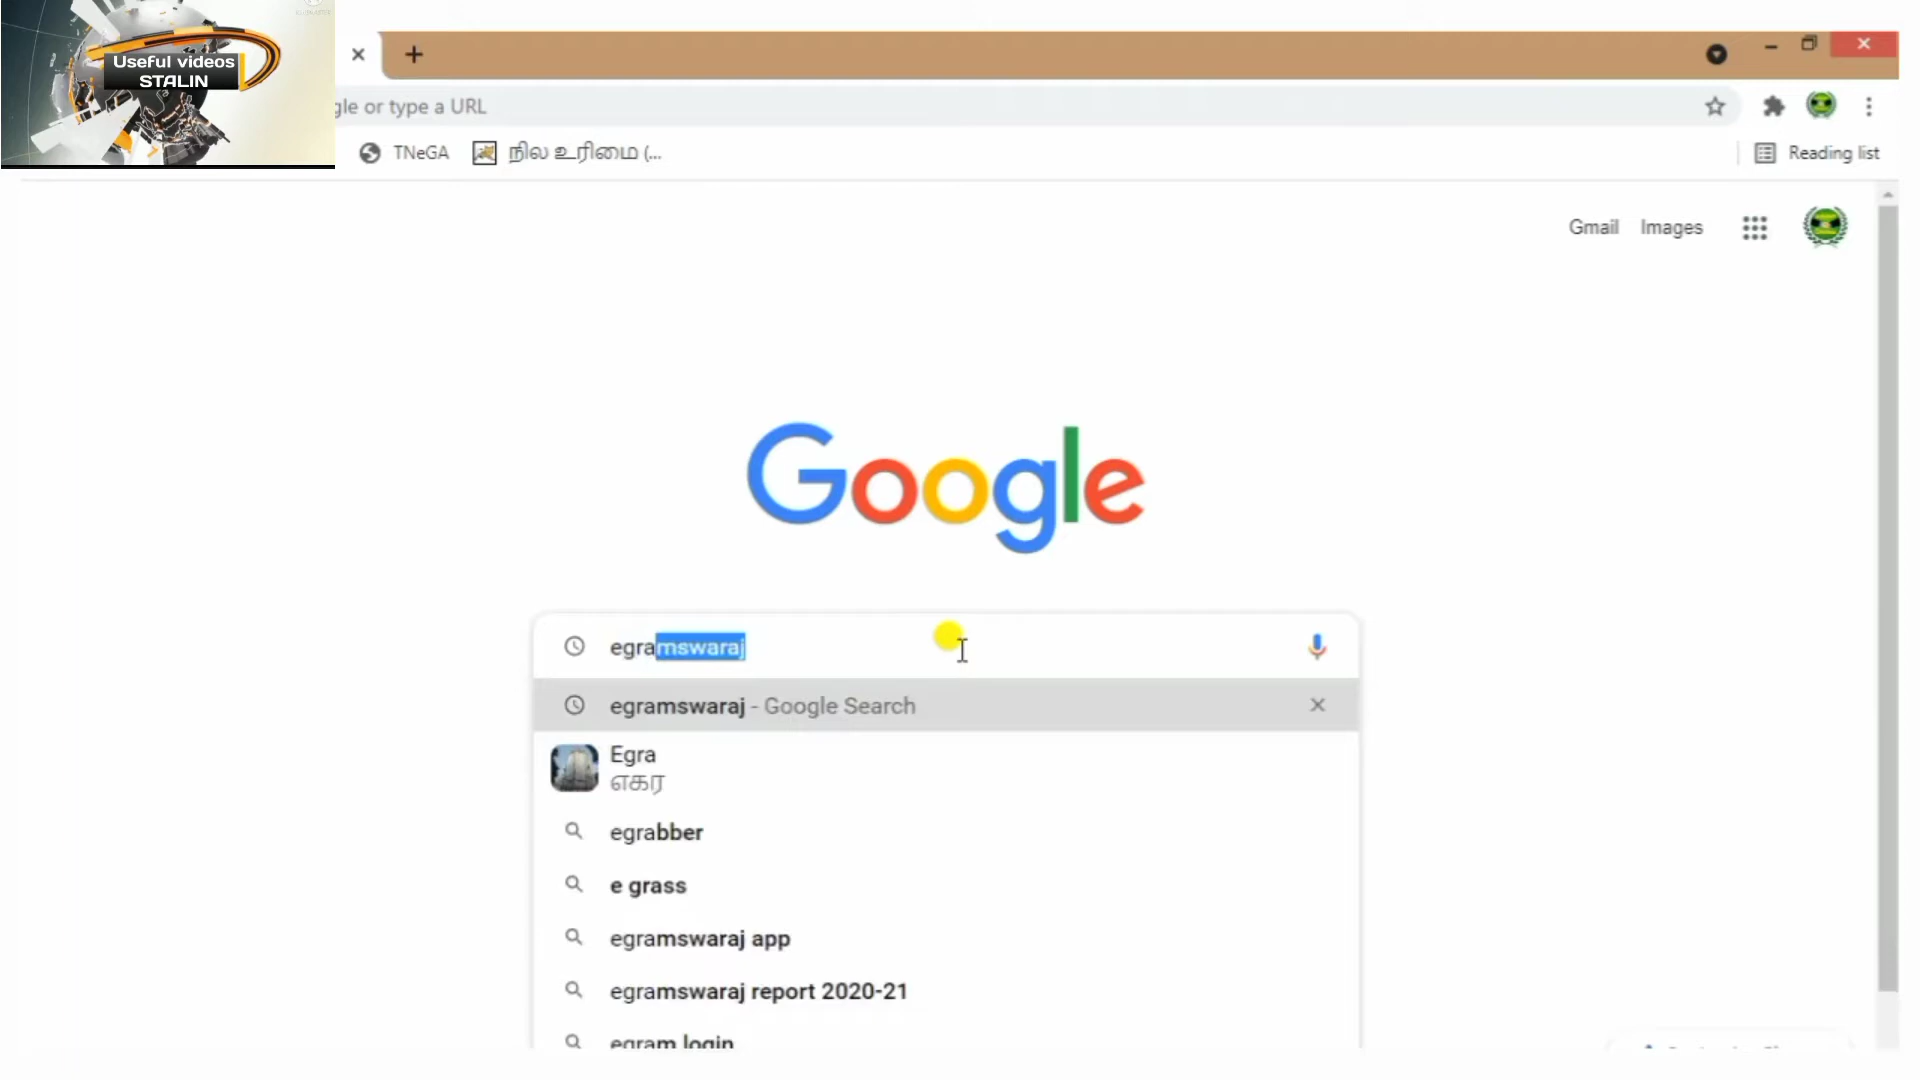 Useful videos
STALIN
gle or type a URL
TNeGA
நில உரிமை (...
Reading list
Gmail
Images
Google
egramswaraj
egramswaraj - Google Search
Egra
எகர
egrabber
e grass
egramswaraj app
egramswaraj report 2020-21
egram login